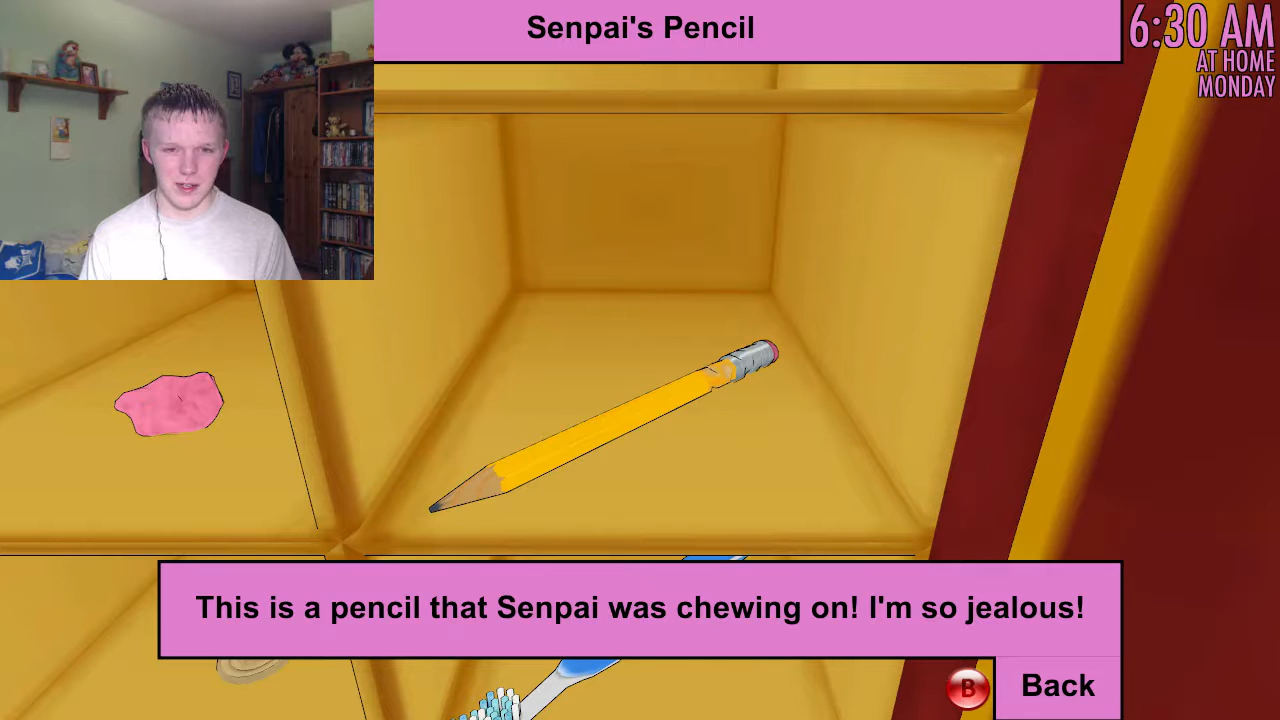 Senpai's Pencil
6:30 AM
AT HOME
MONDAY
This is a pencil that Senpai was chewing on! I'm so jealous!
B Back